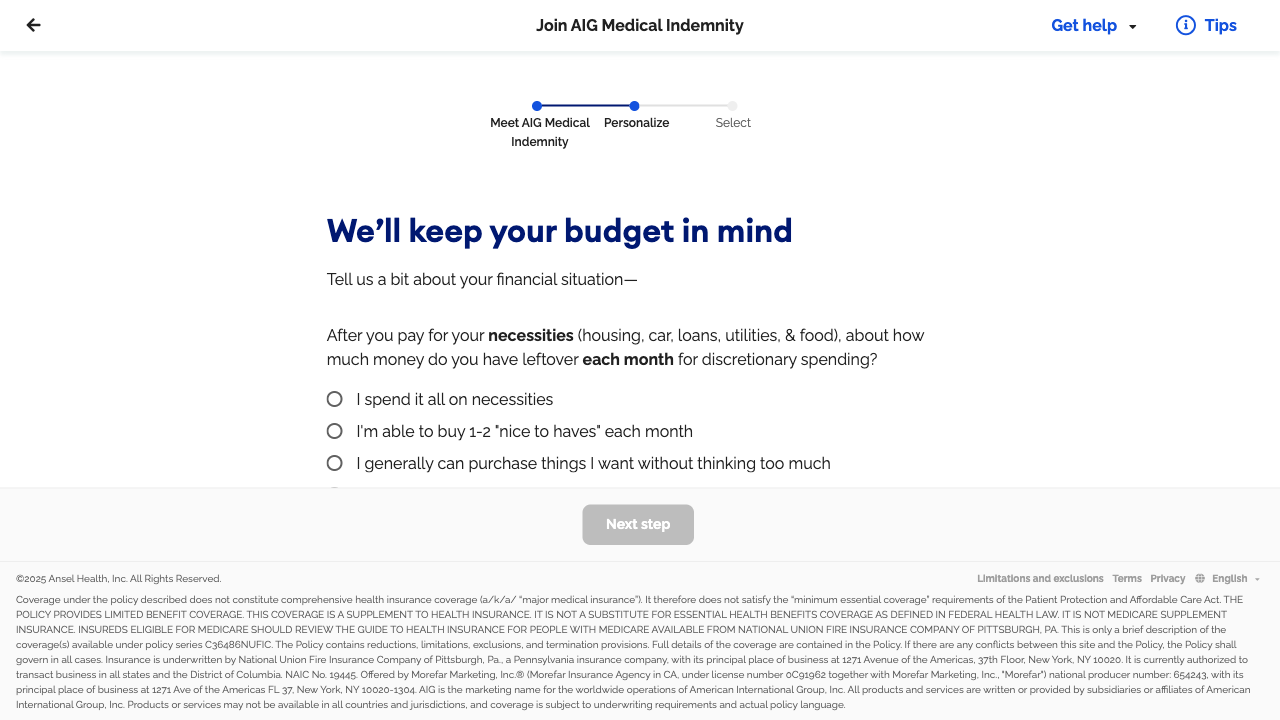 Join AIG Medical Indemnity
Get help
Tips
Meet AIG Medical
Indemnity
Personalize
Select
We’ll keep your budget in mind
Tell us a bit about your financial situation—
After you pay for your necessities (housing, car, loans, utilities, & food), about how
much money do you have leftover each month for discretionary spending?
I spend it all on necessities
I'm able to buy 1-2 "nice to haves" each month
I generally can purchase things I want without thinking too much
Next step
©2025 Ansel Health, Inc. All Rights Reserved.
Limitations and exclusions Terms Privacy English
Coverage under the policy described does not constitute comprehensive health insurance coverage (a/k/a/ “major medical insurance”). It therefore does not satisfy the “minimum essential coverage” requirements of the Patient Protection and Affordable Care Act. THE
POLICY PROVIDES LIMITED BENEFIT COVERAGE. THIS COVERAGE IS A SUPPLEMENT TO HEALTH INSURANCE. IT IS NOT A SUBSTITUTE FOR ESSENTIAL HEALTH BENEFITS COVERAGE AS DEFINED IN FEDERAL HEALTH LAW. IT IS NOT MEDICARE SUPPLEMENT
INSURANCE. INSUREDS ELIGIBLE FOR MEDICARE SHOULD REVIEW THE GUIDE TO HEALTH INSURANCE FOR PEOPLE WITH MEDICARE AVAILABLE FROM NATIONAL UNION FIRE INSURANCE COMPANY OF PITTSBURGH, PA. This is only a brief description of the
coverage(s) available under policy series C36486NUFIC. The Policy contains reductions, limitations, exclusions, and termination provisions. Full details of the coverage are contained in the Policy. If there are any conflicts between this site and the Policy, the Policy shall
govern in all cases. Insurance is underwritten by National Union Fire Insurance Company of Pittsburgh, Pa., a Pennsylvania insurance company, with its principal place of business at 1271 Avenue of the Americas, 37th Floor, New York, NY 10020. It is currently authorized to
transact business in all states and the District of Columbia. NAIC No. 19445. Offered by Morefar Marketing, Inc.® (Morefar Insurance Agency in CA, under license number 0C91962 together with Morefar Marketing, Inc., "Morefar") national producer number: 654243, with its
principal place of business at 1271 Ave of the Americas FL 37, New York, NY 10020-1304. AIG is the marketing name for the worldwide operations of American International Group, Inc. All products and services are written or provided by subsidiaries or affiliates of American
International Group, Inc. Products or services may not be available in all countries and jurisdictions, and coverage is subject to underwriting requirements and actual policy language.